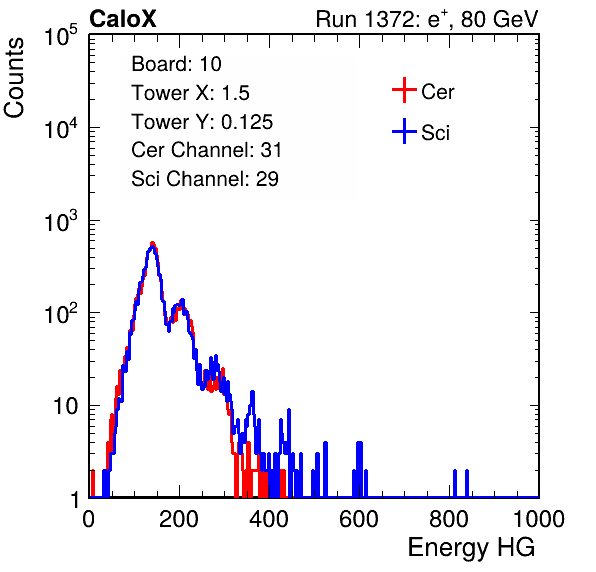 CaloX Run 1372: e⁺, 80 GeV
Counts
10⁵
10⁴
10³
10²
10
1
Board: 10
Tower X: 1.5
Tower Y: 0.125
Cer Channel: 31
Sci Channel: 29
Cer
Sci
0 200 400 600 800 1000
Energy HG